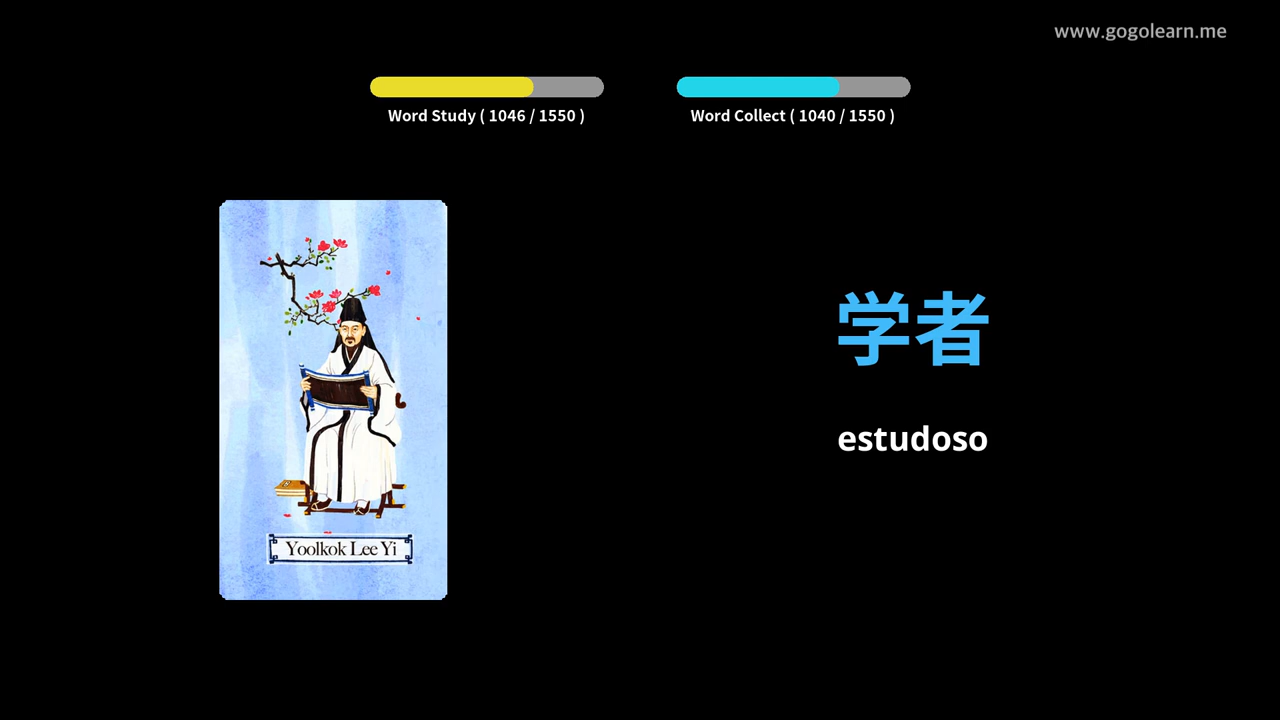 www.gogolearn.me
Word Study ( 1046 / 1550 )
Word Collect ( 1040 / 1550 )
学者
estudoso
Yoolkok Lee Yi